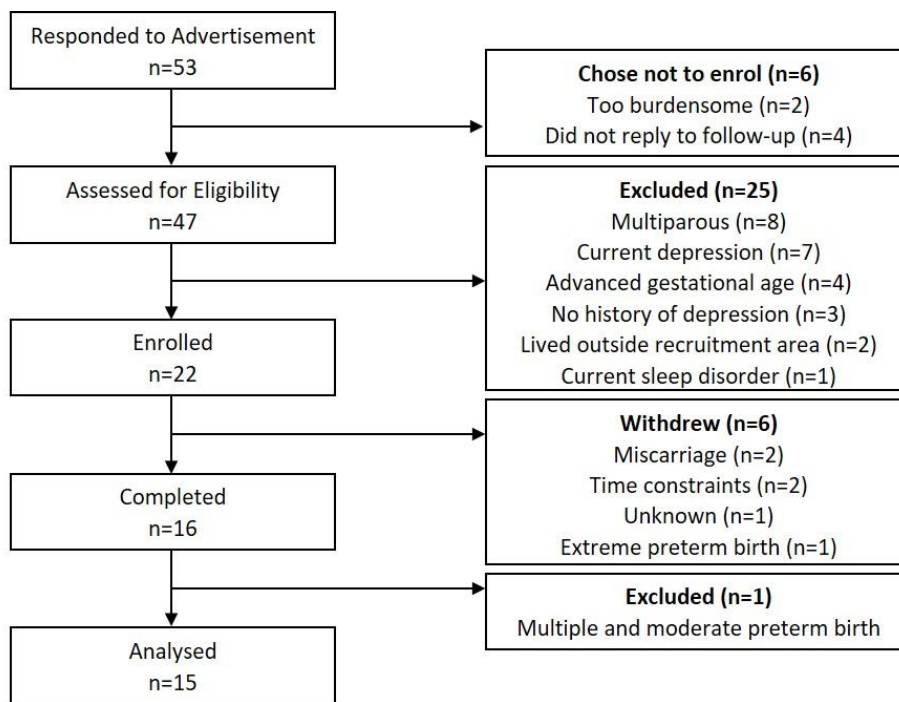 Responded to Advertisement
n=53
Chose not to enrol (n=6)
Too burdensome (n=2)
Did not reply to follow-up (n=4)
Assessed for Eligibility
n=47
Excluded (n=25)
Multiparous (n=8)
Current depression (n=7)
Advanced gestational age (n=4)
No history of depression (n=3)
Lived outside recruitment area (n=2)
Current sleep disorder (n=1)
Enrolled
n=22
Withdrew (n=6)
Miscarriage (n=2)
Time constraints (n=2)
Unknown (n=1)
Extreme preterm birth (n=1)
Completed
n=16
Excluded (n=1)
Multiple and moderate preterm birth
Analysed
n=15